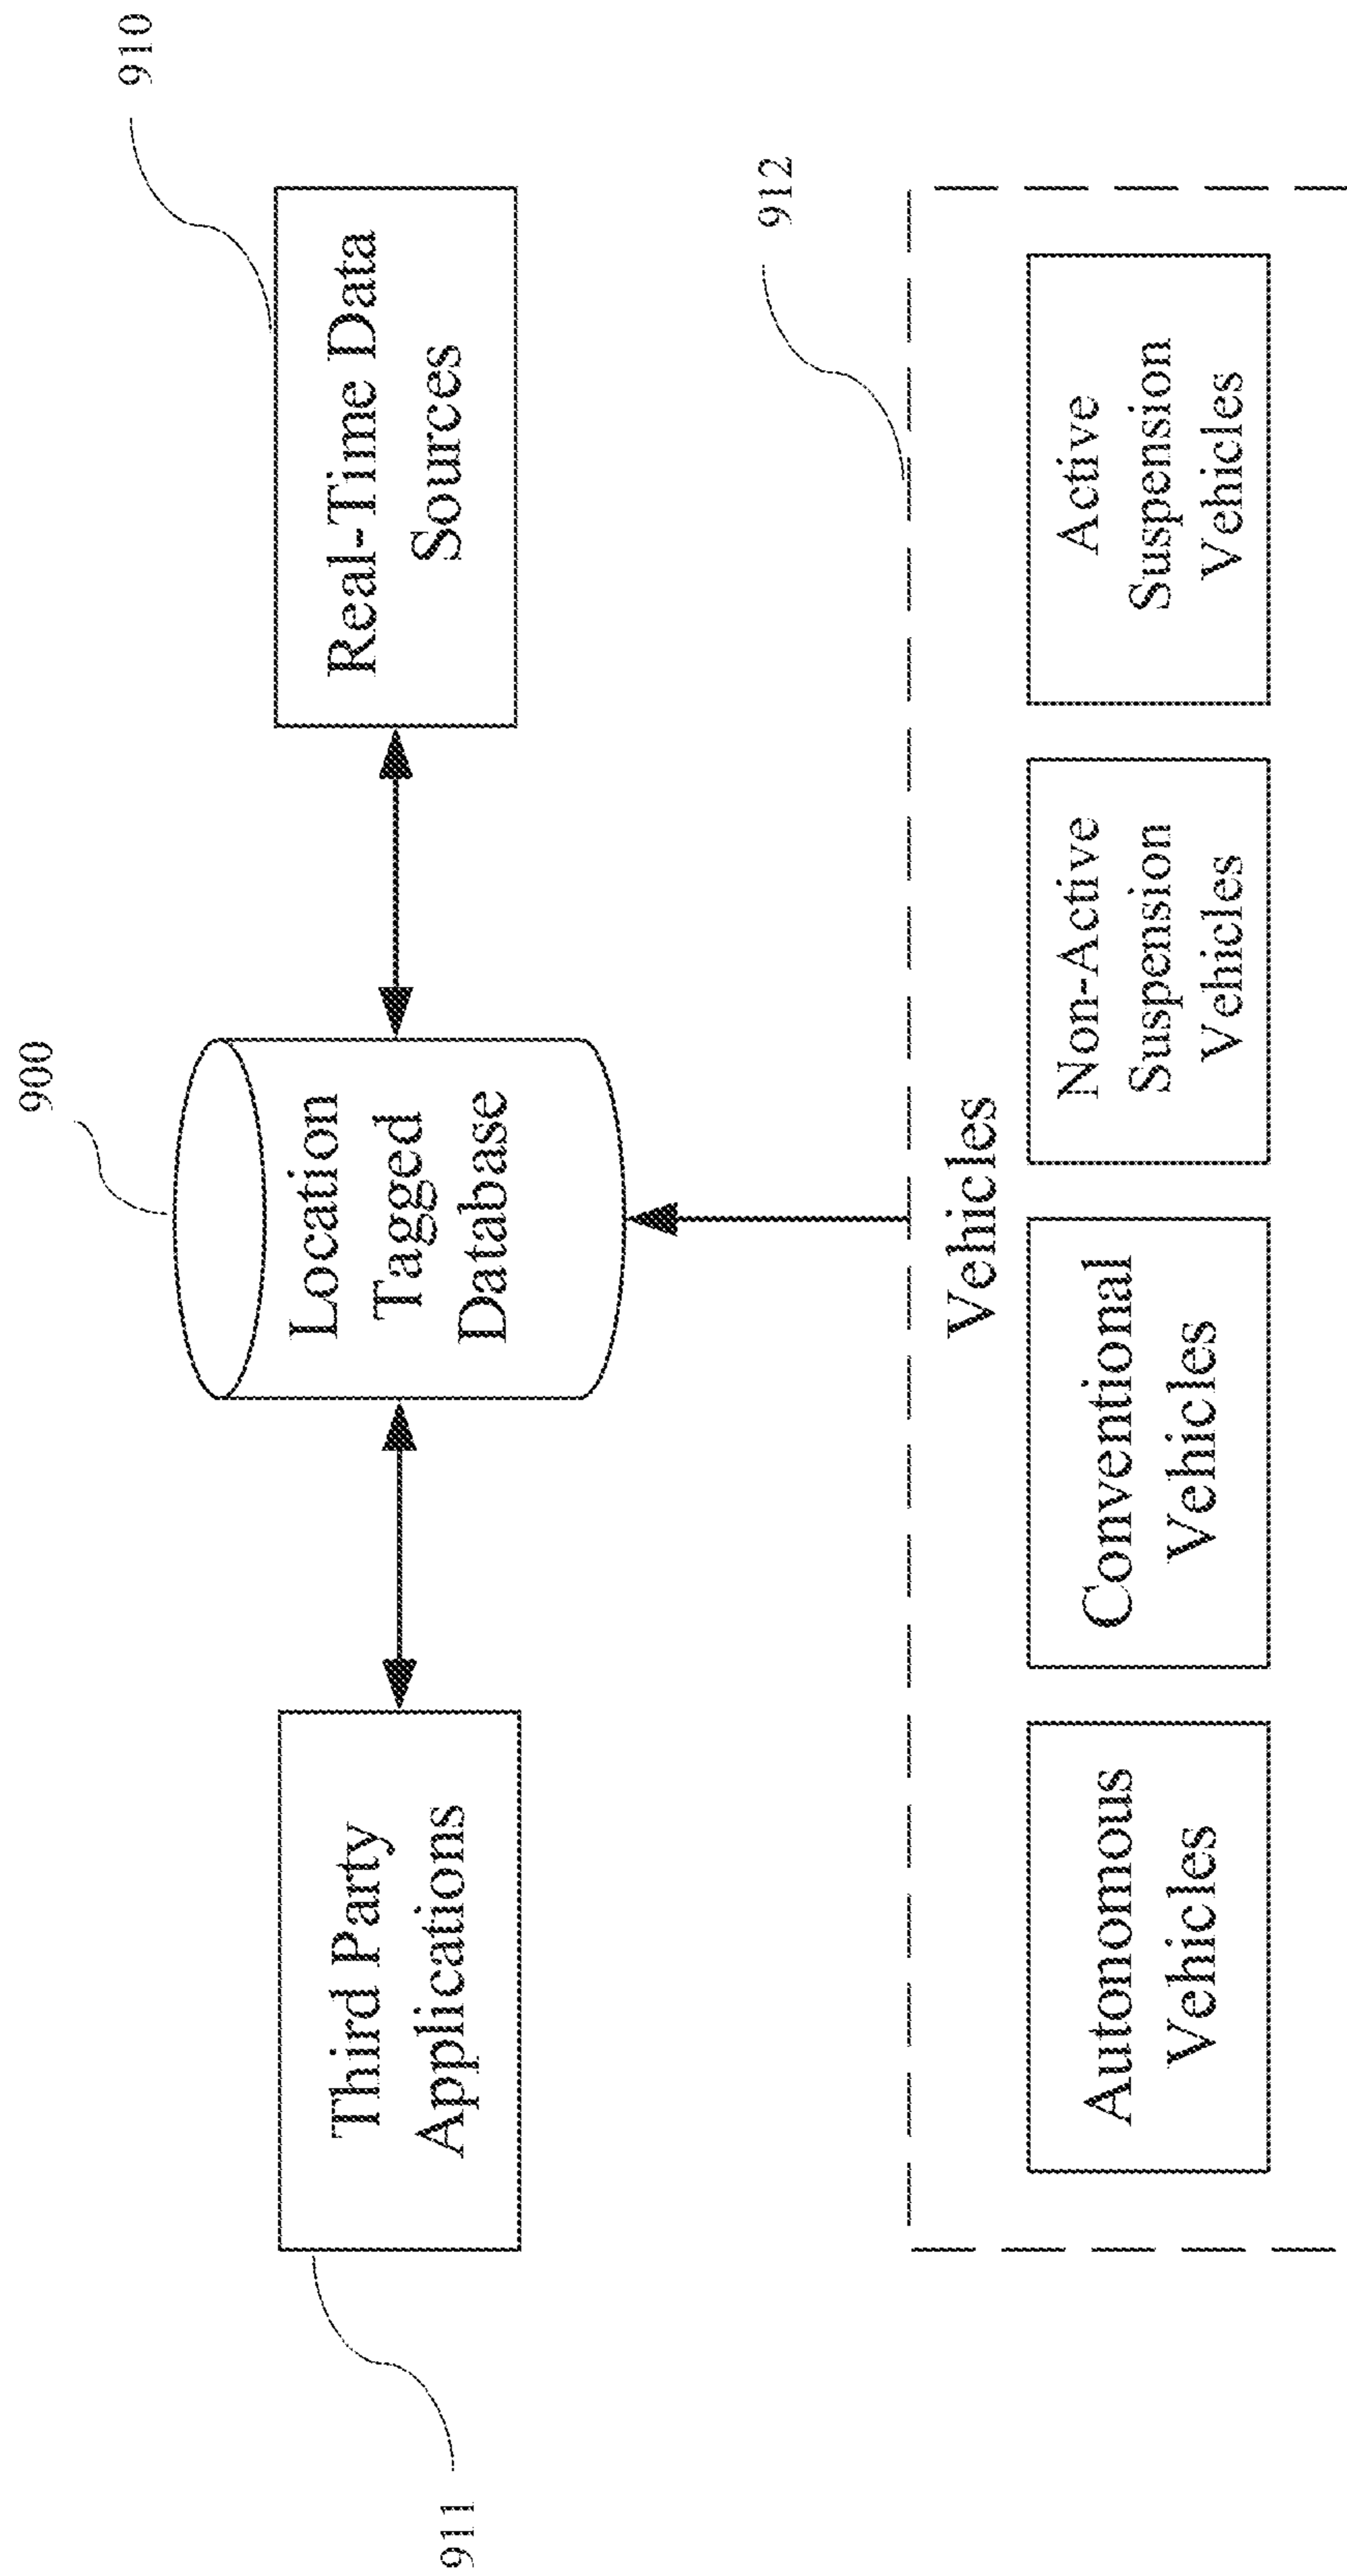 900
910
Third Party
Applications
Location
Tagged
Database
Real-Time Data
Sources
911
912
Vehicles
Autonomous
Vehicles
Conventional
Vehicles
Non-Active
Suspension
Vehicles
Active
Suspension
Vehicles